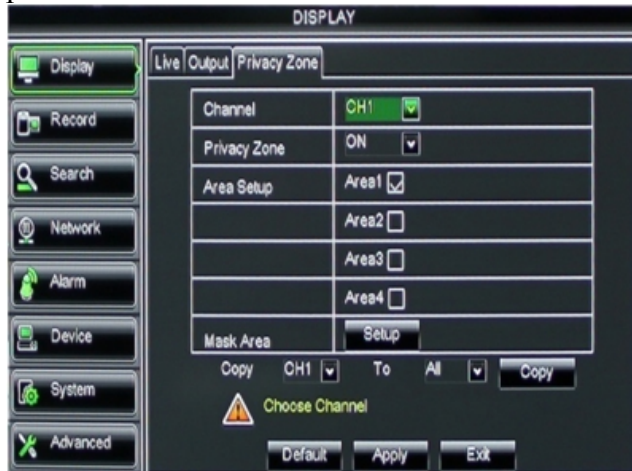 DISPLAY
Display
Record
Search
Network
Alarm
Device
System
Advanced
Live Output Privacy Zone
Channel CH1
Privacy Zone ON
Area Setup Area1
Area2
Area3
Area4
Mask Area Setup
Copy CH1 To All Copy
Choose Channel
Default Apply Exit